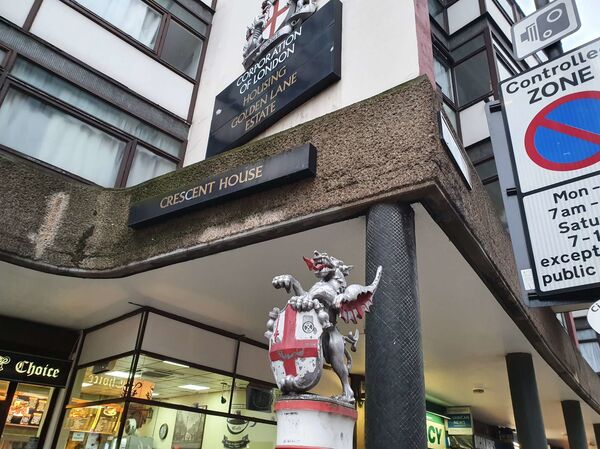 CORPORATION
OF LONDON
HOUSING
GOLDEN LANE
ESTATE
CRESCENT HOUSE
Controlled
ZONE
Mon
7am
Satu
7-1
except
public
Choice
CY